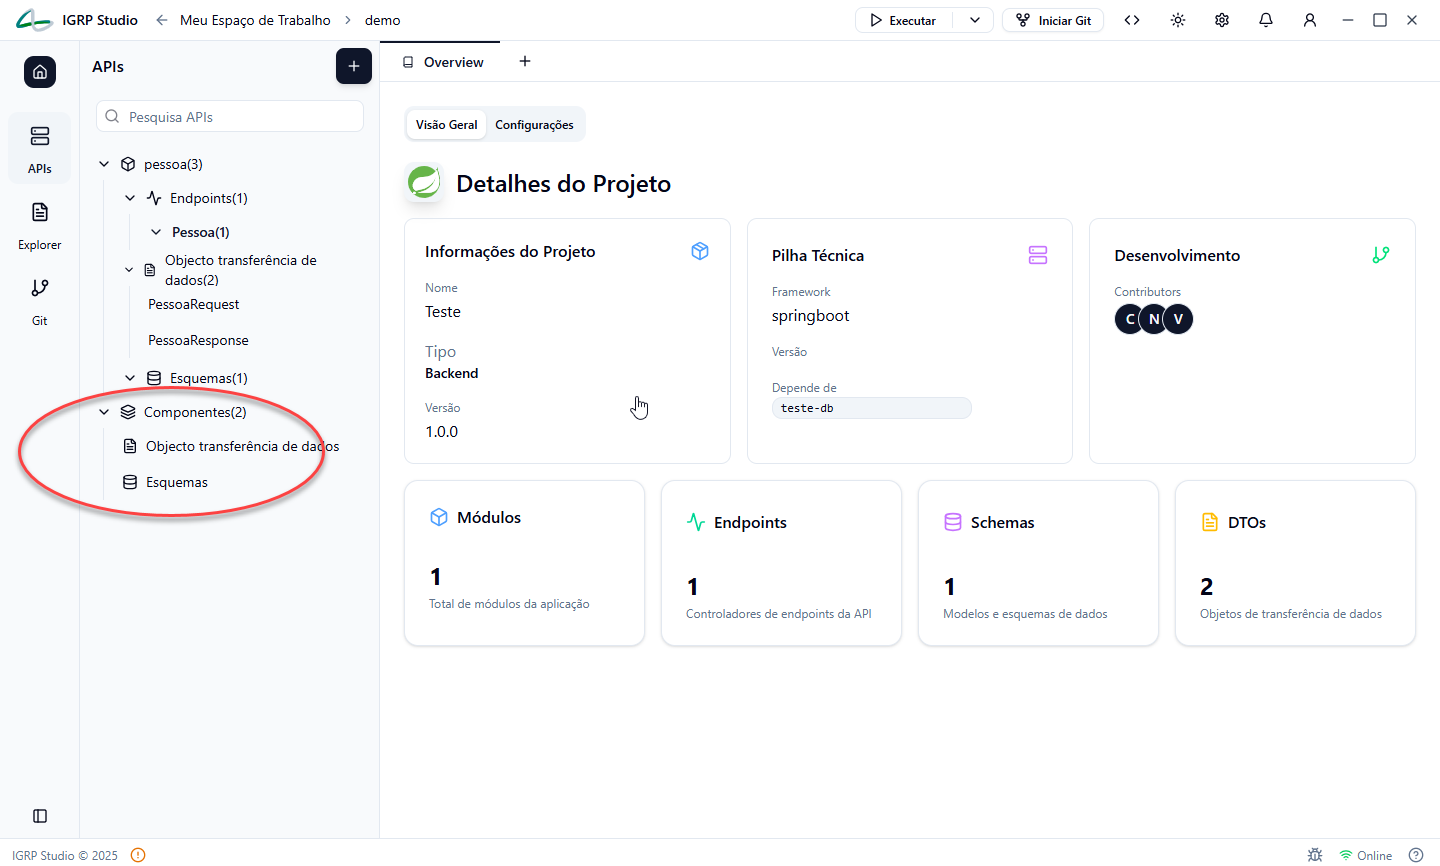 IGRP Studio
Meu Espaço de Trabalho
demo
Executar
Iniciar Git
APIs
Overview
Pesquisa APIs
Visão Geral
Configurações
APIs
Explorer
Git
pessoa(3)
Endpoints(1)
Pessoa(1)
Objecto transferência de
dados(2)
PessoaRequest
PessoaResponse
Esquemas(1)
Componentes(2)
Objecto transferência de dados
Esquemas
Detalhes do Projeto
Informações do Projeto
Nome
Teste
Tipo
Backend
Versão
1.0.0
Pilha Técnica
Framework
springboot
Versão
Depende de
teste-db
Desenvolvimento
Contributors
C N V
Módulos
1
Total de módulos da aplicação
Endpoints
1
Controladores de endpoints da API
Schemas
1
Modelos e esquemas de dados
DTOs
2
Objetos de transferência de dados
IGRP Studio © 2025
Online